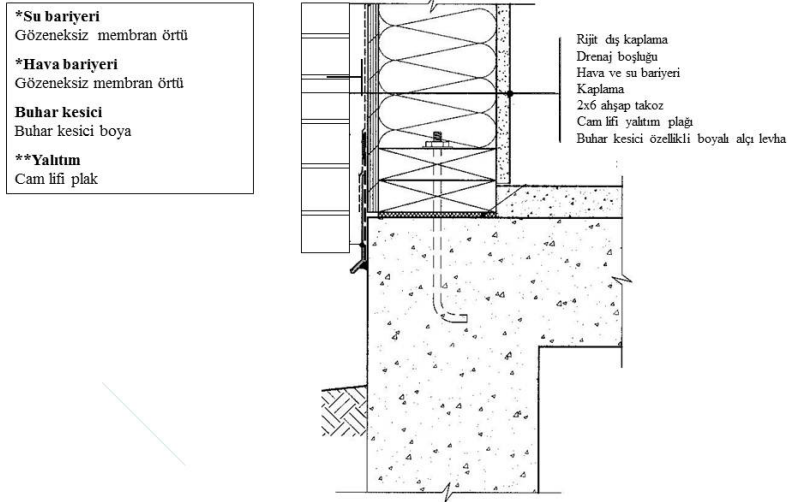 *Su bariyeri
Gözeneksiz membran örtü
*Hava bariyeri
Gözeneksiz membran örtü
Buhar kesici
Buhar kesici boya
**Yalıtım
Cam lifi plak
Rijit dış kaplama
Drenaj boşluğu
Hava ve su bariyeri
Kaplama
2x6 ahşap takoz
Cam lifi yalıtım plağı
Buhar kesici özellikli boyalı alçı levha